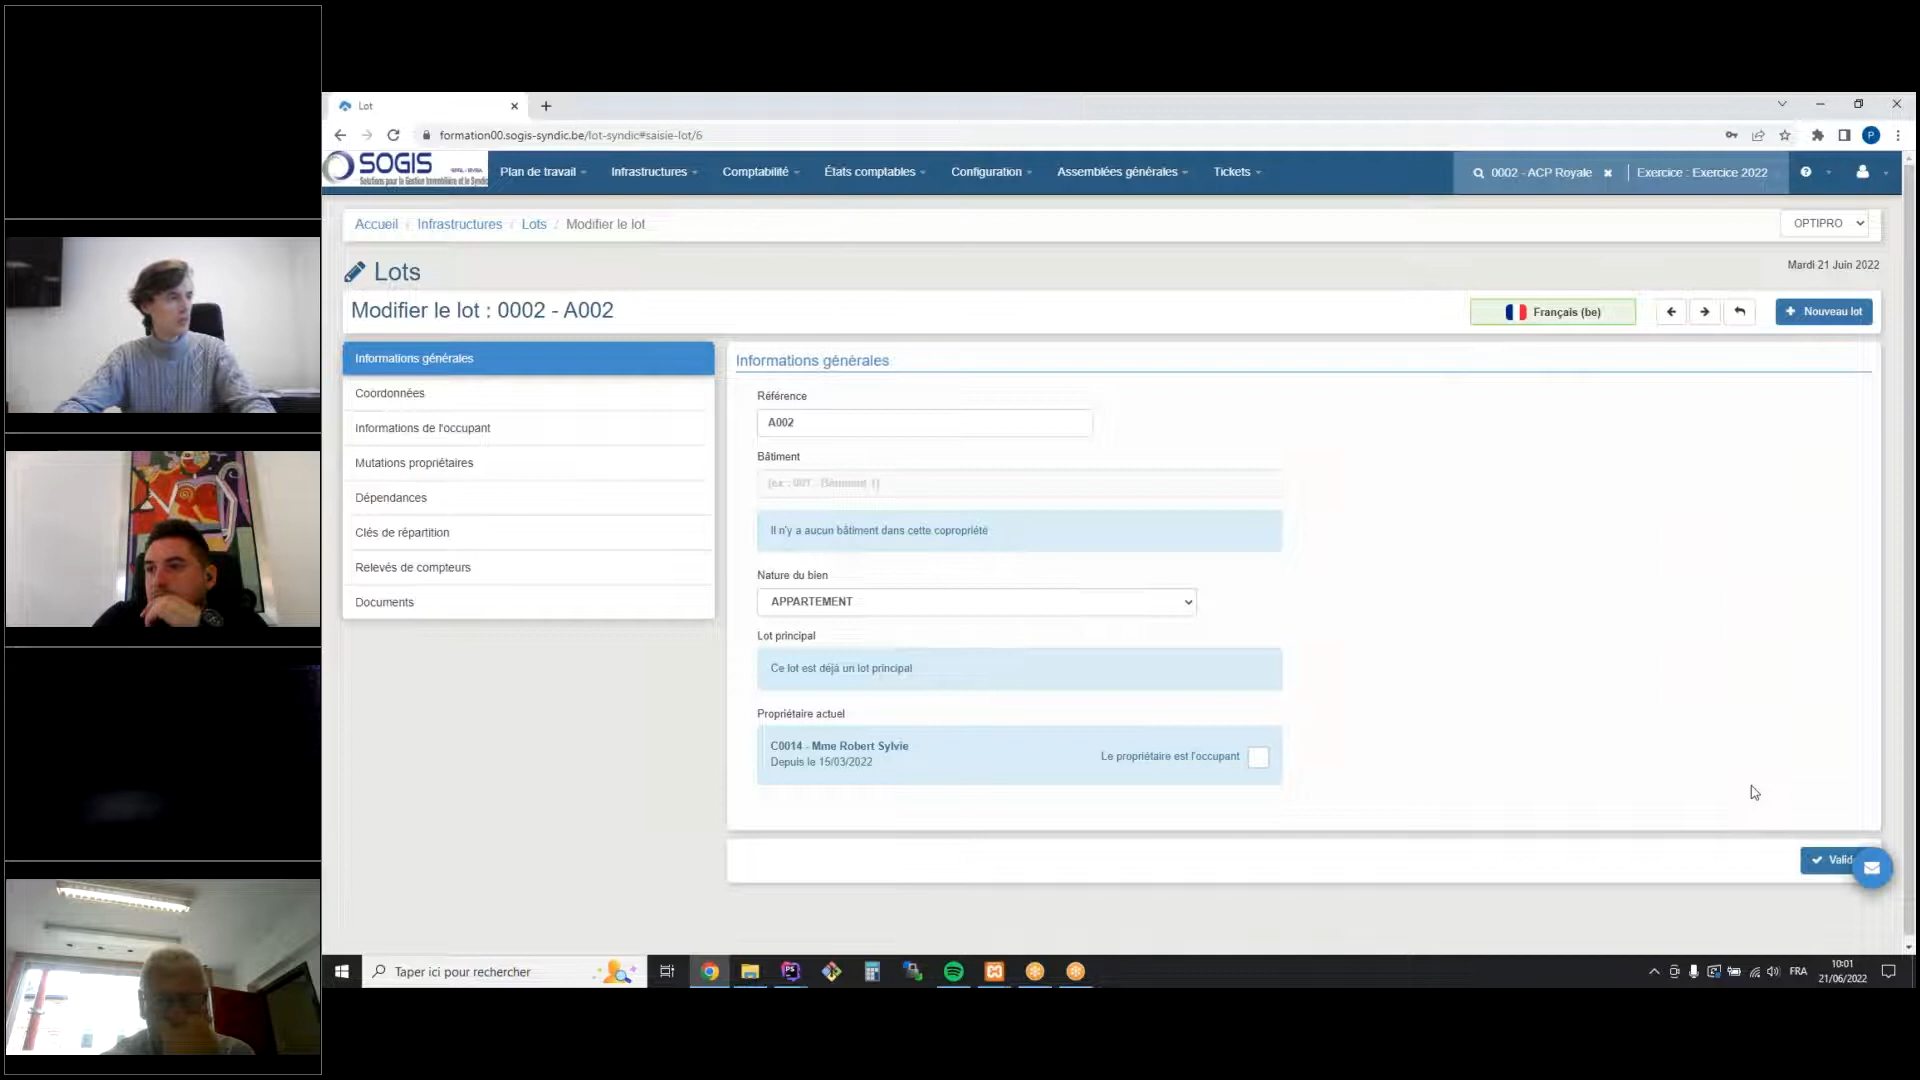 Lot
formation00.sogis-syndic.be/lot-syndic#saisie-lot/6
P
SOGIS
Plan de travail
Infrastructures
Comptabilité
États comptables
Configuration
Assemblées générales
Tickets
0002 - ACP Royale
Exercice : Exercice 2022
Accueil / Infrastructures / Lots / Modifier le lot
OPTIPRO
Lots
Mardi 21 Juin 2022
Modifier le lot : 0002 - A002
Français (be)
Nouveau lot
Informations générales
Coordonnées
Informations de l'occupant
Mutations propriétaires
Dépendances
Clés de répartition
Relevés de compteurs
Documents
Informations générales
Référence
A002
Bâtiment
Il n'y a aucun bâtiment dans cette copropriété
Nature du bien
APPARTEMENT
Lot principal
Ce lot est déjà un lot principal
Propriétaire actuel
C0014 - Mme Robert Sylvie
Depuis le 15/03/2022
Le propriétaire est l'occupant
Valid
Taper ici pour rechercher
PS
FRA
10:01
21/06/2022